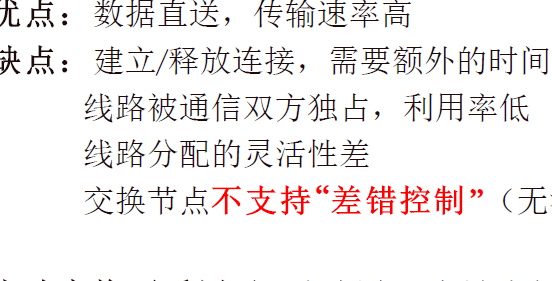 优点：数据直送，传输速率高
缺点：建立/释放连接，需要额外的时间
线路被通信双方独占，利用率低
线路分配的灵活性差
交换节点不支持“差错控制”（无